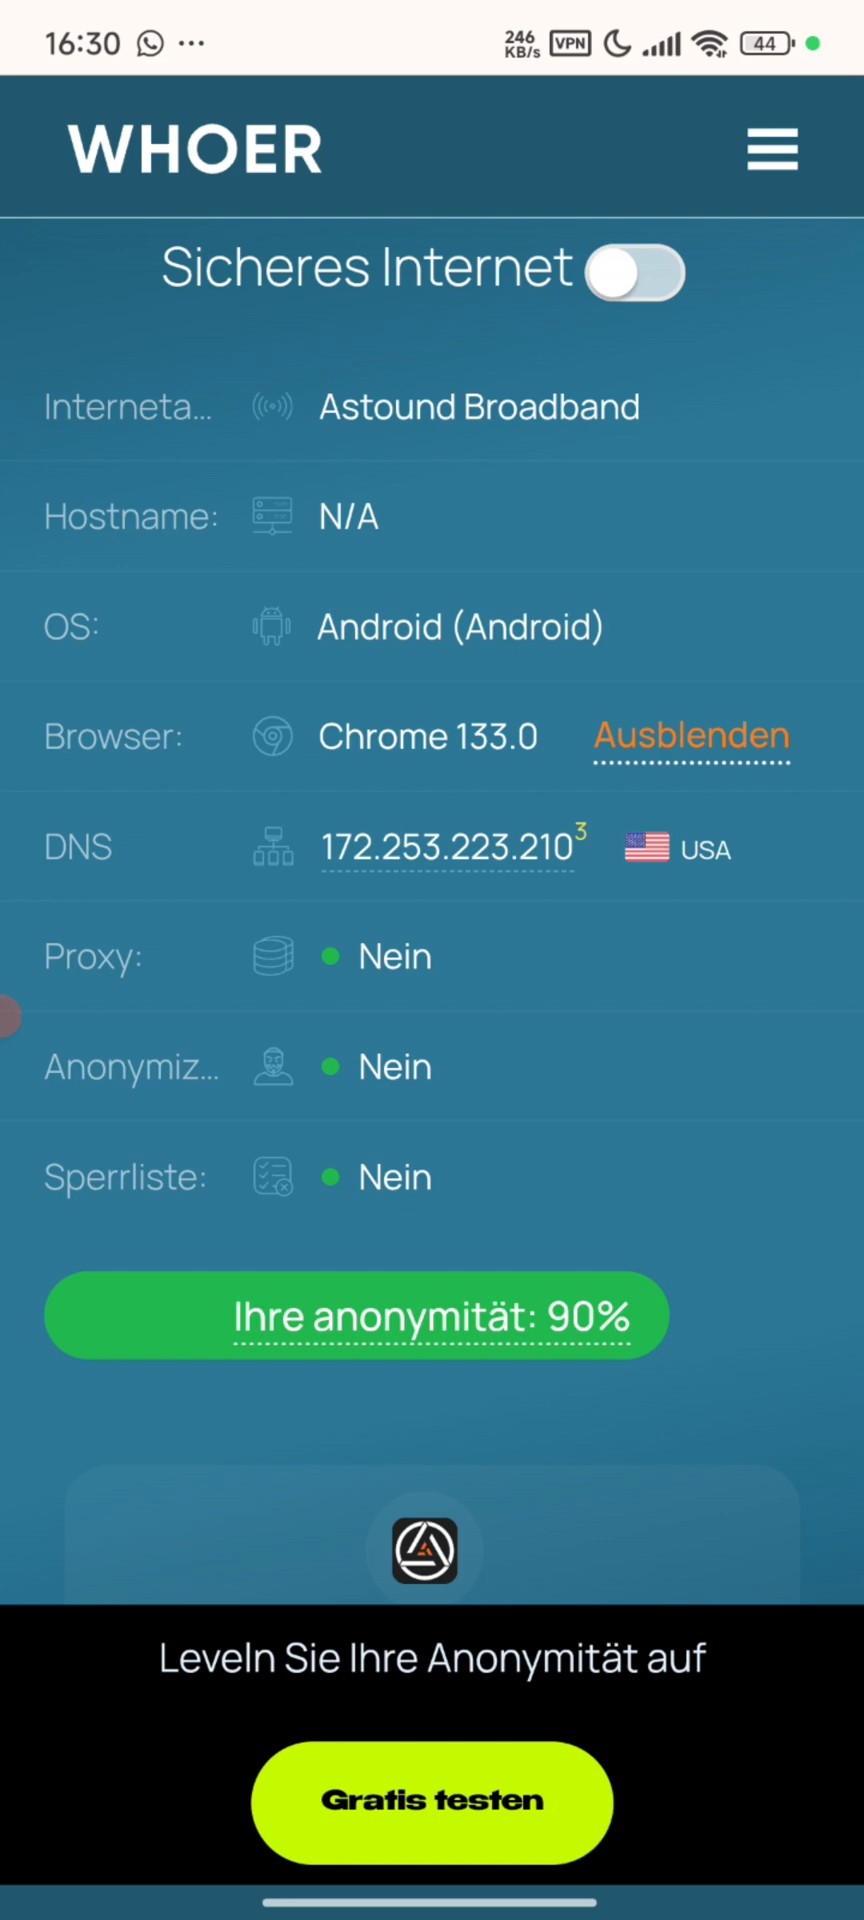 16:30 ...
246 KB/s VPN 44
WHOER
Sicheres Internet
Interneta... Astound Broadband
Hostname: N/A
OS: Android (Android)
Browser: Chrome 133.0 Ausblenden
DNS 172.253.223.210 3 USA
Proxy: Nein
Anonymiz... Nein
Sperrliste: Nein
Ihre anonymität: 90%
Leveln Sie Ihre Anonymität auf
Gratis testen